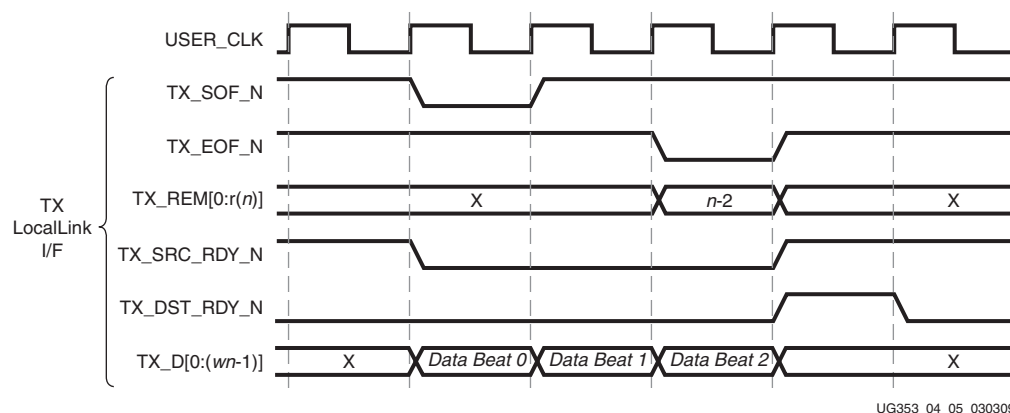 USER_CLK
TX_SOF_N
TX_EOF_N
TX_REM[0:r(n)] X n-2 X
TX LocalLink I/F
TX_SRC_RDY_N
TX_DST_RDY_N
TX_D[0:(wn-1)] X Data Beat 0 Data Beat 1 Data Beat 2 X
UG353_04_05_030309